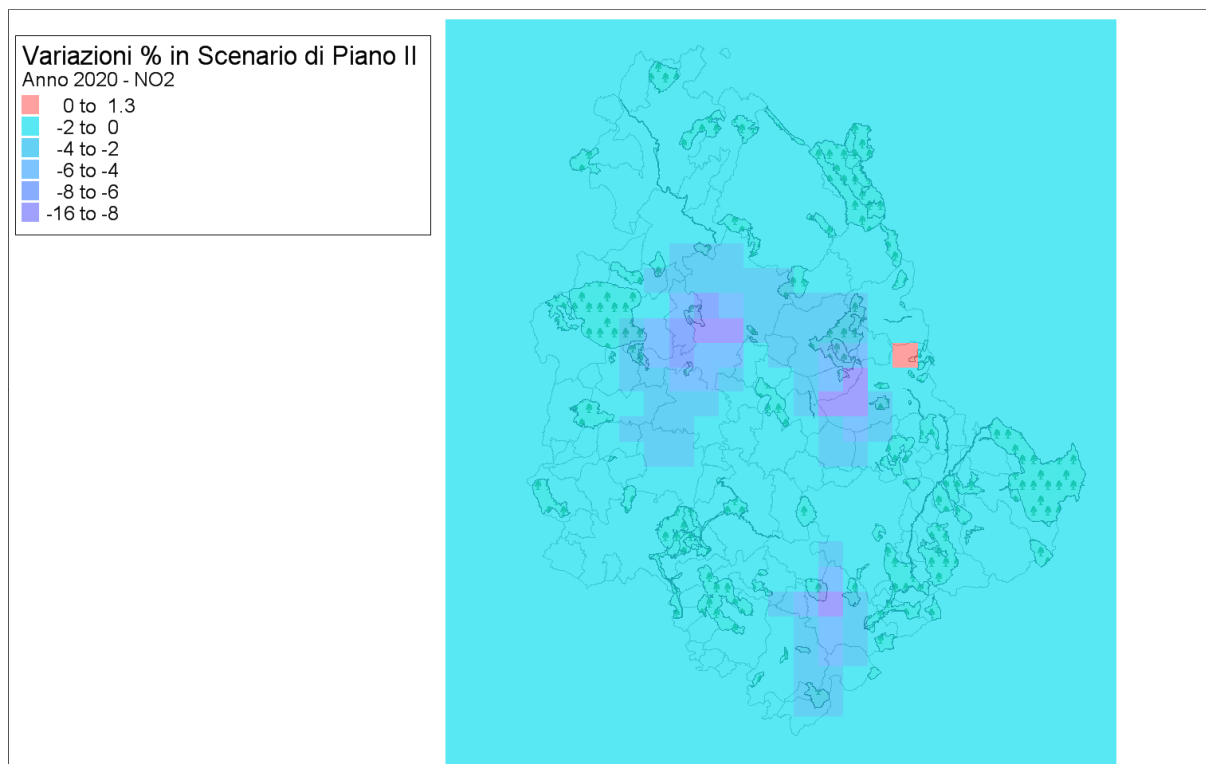 Variazioni % in Scenario di Piano II
Anno 2020 - NO2
0 to 1.3
-2 to 0
-4 to -2
-6 to -4
-8 to -6
-16 to -8